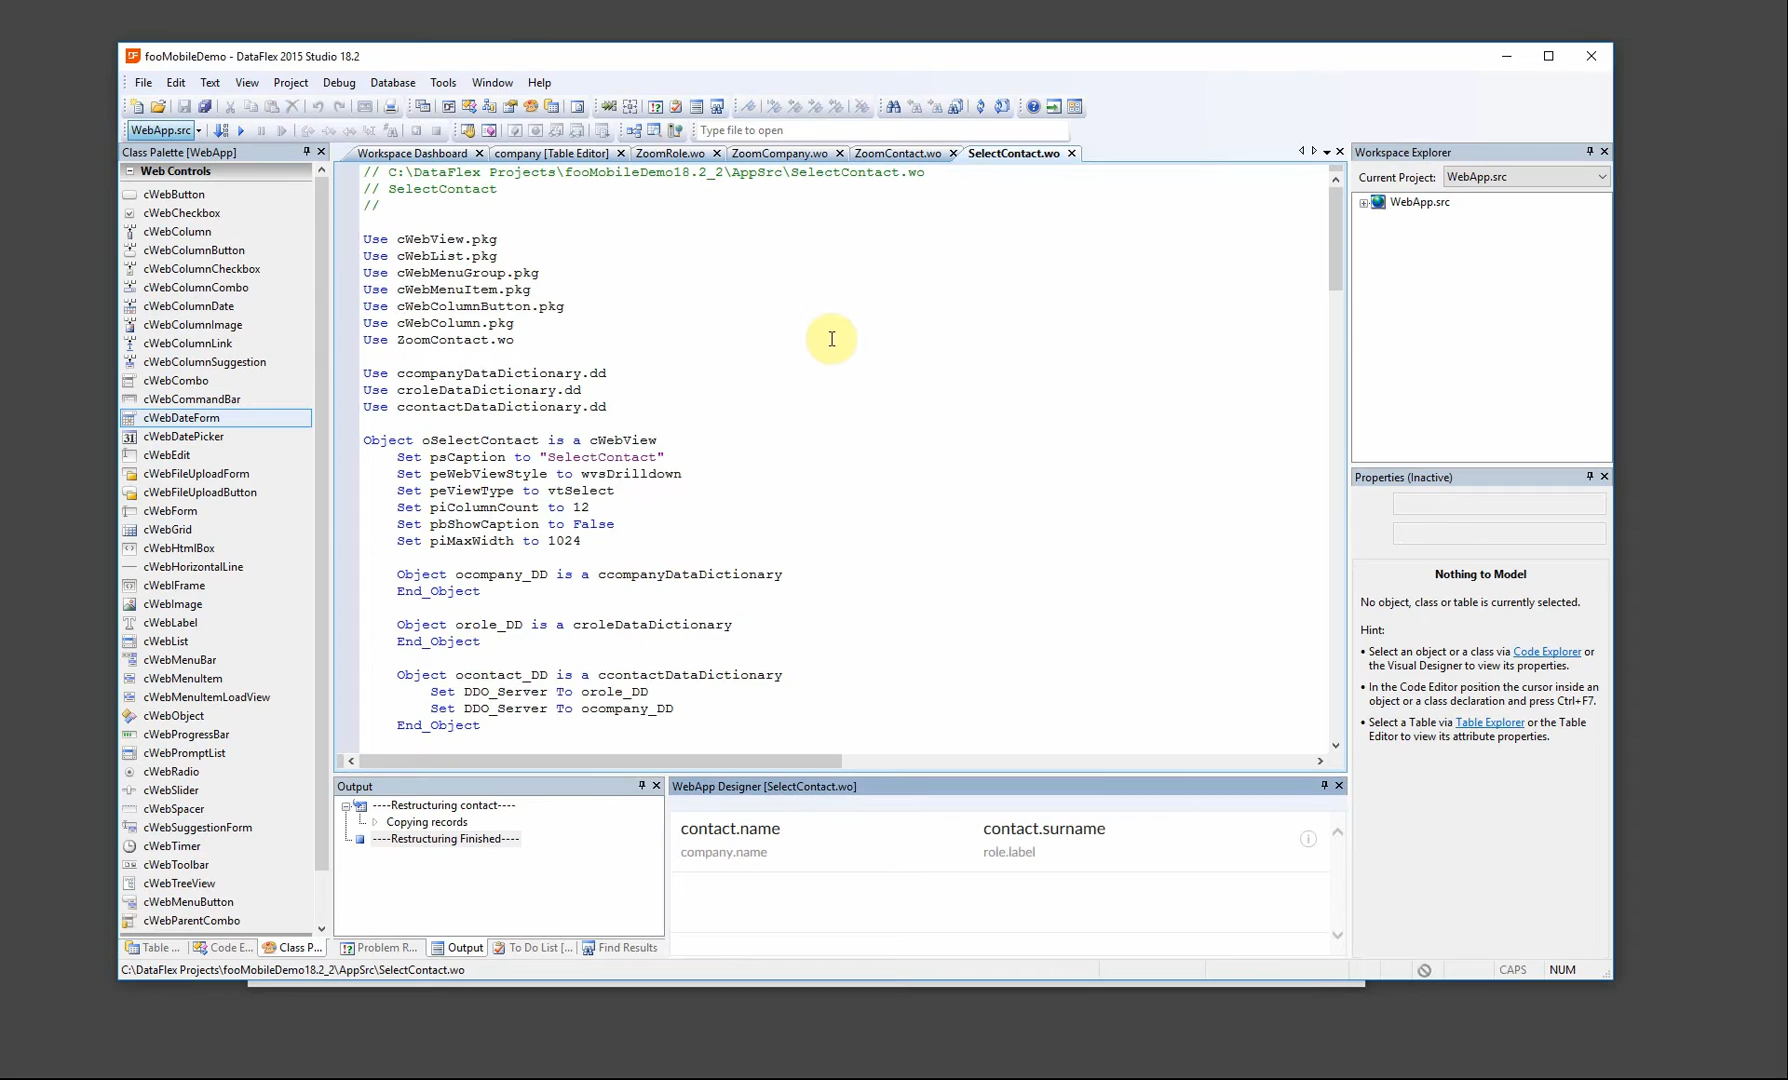 fooMobileDemo - DataFlex 2015 Studio 18.2
File Edit Text View Project Debug Database Tools Window Help
WebApp.src
Type file to open
Class Palette [WebApp]
Web Controls
cWebButton
cWebCheckbox
cWebColumn
cWebColumnButton
cWebColumnCheckbox
cWebColumnCombo
cWebColumnDate
cWebColumnImage
cWebColumnLink
cWebColumnSuggestion
cWebCombo
cWebCommandBar
cWebDateForm
cWebDatePicker
cWebEdit
cWebFileUploadForm
cWebFileUploadButton
cWebForm
cWebGrid
cWebHtmlBox
cWebHorizontalLine
cWebIFrame
cWebImage
cWebLabel
cWebList
cWebMenuBar
cWebMenuItem
cWebMenuItemLoadView
cWebObject
cWebProgressBar
cWebPromptList
cWebRadio
cWebSlider
cWebSpacer
cWebSuggestionForm
cWebTimer
cWebToolbar
cWebTreeView
cWebMenuButton
cWebParentCombo
Table ... Code E... Class P...
Workspace Dashboard company [Table Editor] ZoomRole.wo ZoomCompany.wo ZoomContact.wo SelectContact.wo
// C:\DataFlex Projects\fooMobileDemo18.2_2\AppSrc\SelectContact.wo
// SelectContact
//
Use cWebView.pkg
Use cWebList.pkg
Use cWebMenuGroup.pkg
Use cWebMenuItem.pkg
Use cWebColumnButton.pkg
Use cWebColumn.pkg
Use ZoomContact.wo
Use ccompanyDataDictionary.dd
Use croleDataDictionary.dd
Use ccontactDataDictionary.dd
Object oSelectContact is a cWebView
Set psCaption to "SelectContact"
Set peWebViewStyle to wvsDrilldown
Set peViewType to vtSelect
Set piColumnCount to 12
Set pbShowCaption to False
Set piMaxWidth to 1024
Object ocompany_DD is a ccompanyDataDictionary
End_Object
Object orole_DD is a croleDataDictionary
End_Object
Object ocontact_DD is a ccontactDataDictionary
Set DDO_Server To orole_DD
Set DDO_Server To ocompany_DD
End_Object
Output
----Restructuring contact----
Copying records
----Restructuring Finished----
Problem R... Output To Do List [... Find Results
WebApp Designer [SelectContact.wo]
contact.name contact.surname
company.name role.label
Workspace Explorer
Current Project: WebApp.src
WebApp.src
Properties (Inactive)
Nothing to Model
No object, class or table is currently selected.
Hint:
• Select an object or a class via Code Explorer or
the Visual Designer to view its properties.
• In the Code Editor position the cursor inside an
object or a class declaration and press Ctrl+F7.
• Select a Table via Table Explorer or the Table
Editor to view its attribute properties.
C:\DataFlex Projects\fooMobileDemo18.2_2\AppSrc\SelectContact.wo
CAPS NUM